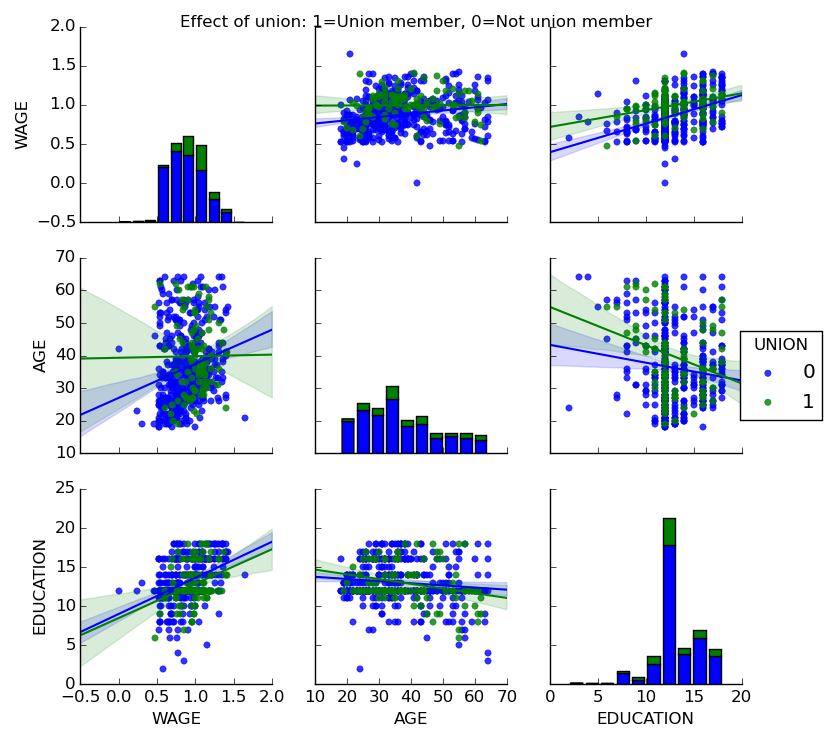 Effect of union: 1=Union member, 0=Not union member
2.0
1.5
1.0
0.5
0.0
−0.5
WAGE
70
60
50
40
30
20
10
AGE
UNION
0
1
25
20
15
10
5
0
EDUCATION
−0.5 0.0 0.5 1.0 1.5 2.0
10 20 30 40 50 60 70
0 5 10 15 20
WAGE
AGE
EDUCATION